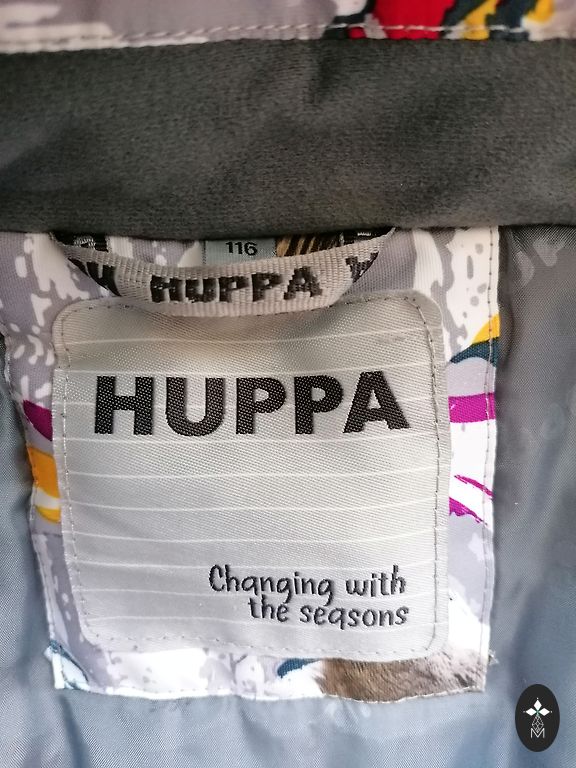 116
HUPPA
HUPPA
Changing with
the seasons